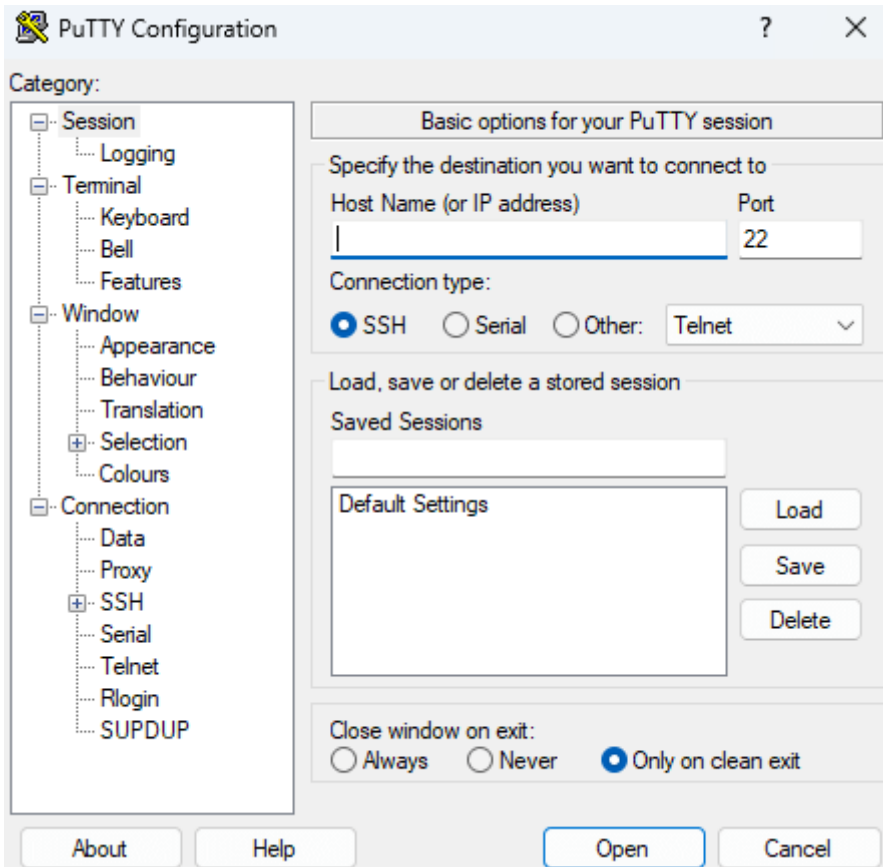 PuTTY Configuration
?
Category:
Session
Logging
Terminal
Keyboard
Bell
Features
Window
Appearance
Behaviour
Translation
Selection
Colours
Connection
Data
Proxy
SSH
Serial
Telnet
Rlogin
SUPDUP
Basic options for your PuTTY session
Specify the destination you want to connect to
Host Name (or IP address) Port
22
Connection type:
SSH Serial Other: Telnet
Load, save or delete a stored session
Saved Sessions
Default Settings
Load
Save
Delete
Close window on exit:
Always Never Only on clean exit
About Help Open Cancel